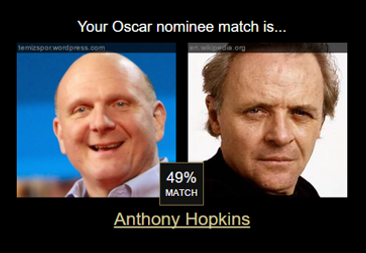 Your Oscar nominee match is...
temizspor.wordpress.com
en.wikipedia.org
49%
MATCH
Anthony Hopkins